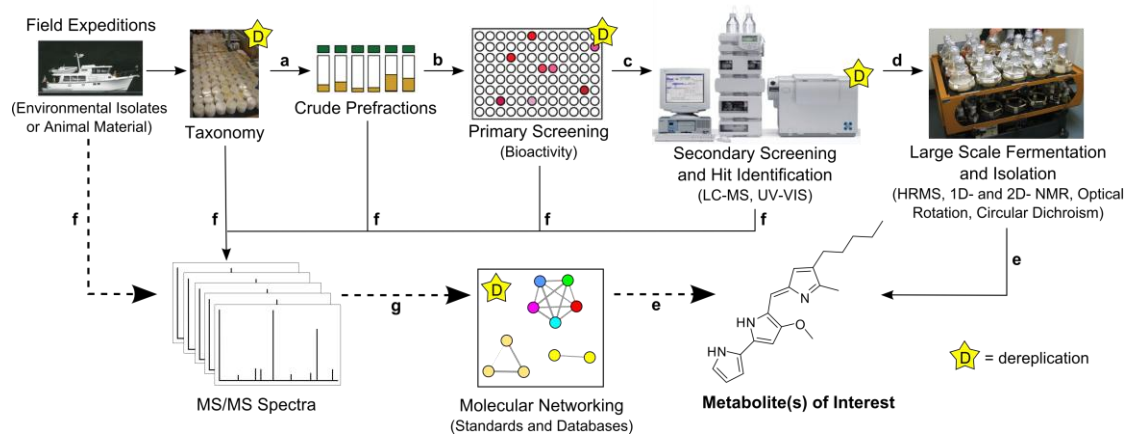 Field Expeditions
(Environmental Isolates
or Animal Material)
D
Taxonomy
a
Crude Prefractions
b
D
Primary Screening
(Bioactivity)
c
D
Secondary Screening
and Hit Identification
(LC-MS, UV-VIS)
d
Large Scale Fermentation
and Isolation
(HRMS, 1D- and 2D- NMR, Optical
Rotation, Circular Dichroism)
f
f
f
f
f
e
MS/MS Spectra
g
D
Molecular Networking
(Standards and Databases)
e
N
HN
O
HN
Metabolite(s) of Interest
D = dereplication